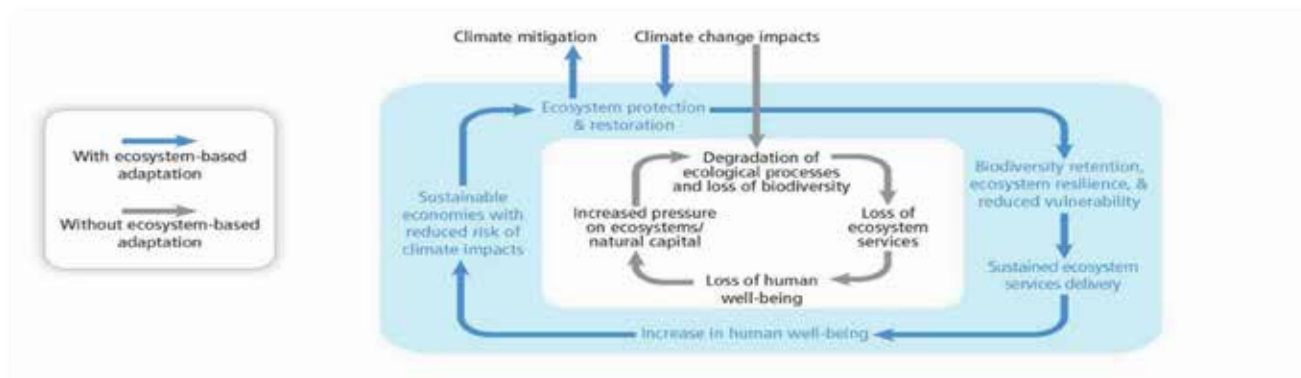 Climate mitigation
Climate change impacts
With ecosystem-based
adaptation
Without ecosystem-based
adaptation
Ecosystem protection
& restoration
Biodiversity retention,
ecosystem resilience, &
reduced vulnerability
Sustained ecosystem
services delivery
Increase in human well-being
Sustainable
economies with
reduced risk of
climate impacts
Degradation of
ecological processes
and loss of biodiversity
Loss of
ecosystem
services
Loss of human
well-being
Increased pressure
on ecosystems/
natural capital